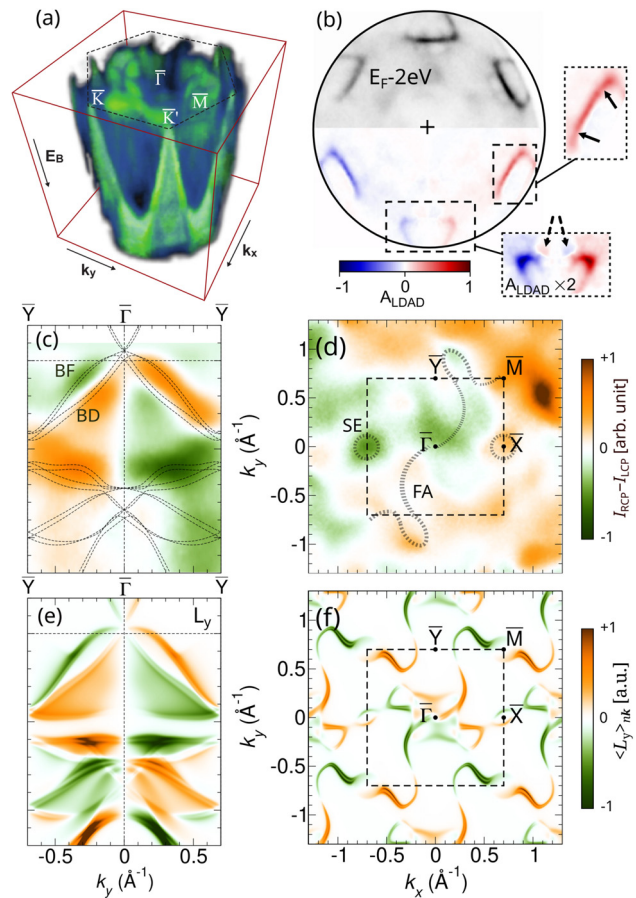 (a)
Γ̅
K̅
M̅
K̅'
E_B
k_y
k_x
(b)
E_F-2eV
+
-1 0 1
A_LDAD
A_LDAD ×2
Y̅ Γ̅ Y̅
(c)
BF
BD
(d)
Y̅ M̅
SE
Γ̅ X̅
FA
1
0.5
0
-0.5
-1
k_y (Å⁻¹)
+1
0
-1
I_RCP-I_LCP [arb. unit]
Y̅ Γ̅ Y̅
(e)
L_y
-0.5 0 0.5
k_y (Å⁻¹)
(f)
Y̅ M̅
Γ̅ X̅
1
0.5
0
-0.5
-1
k_y (Å⁻¹)
-1 -0.5 0 0.5 1
k_x (Å⁻¹)
+1
0
-1
<L_y>_nk [a.u.]